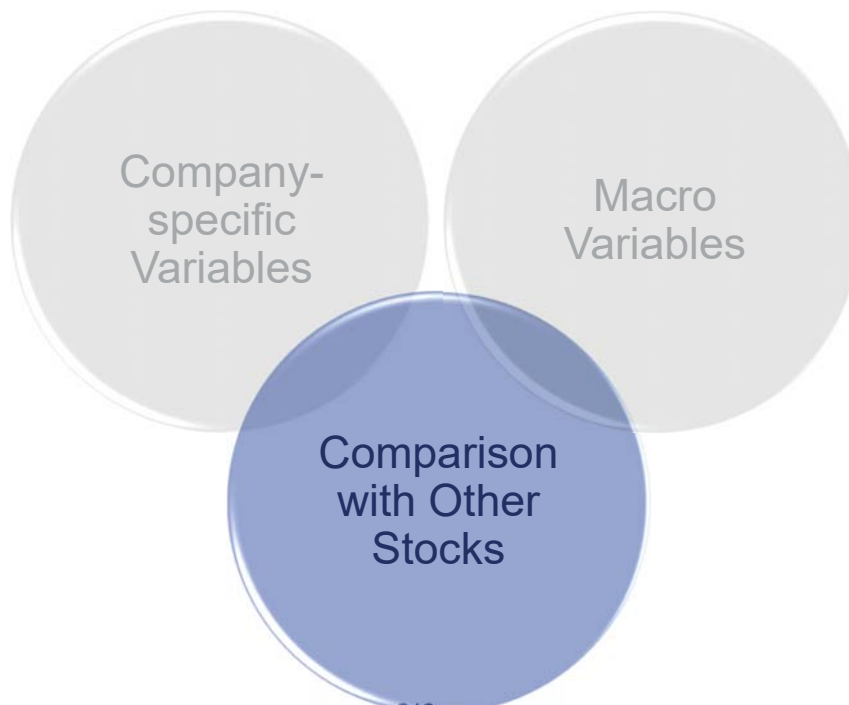 Company-
specific
Variables
Macro
Variables
Comparison
with Other
Stocks